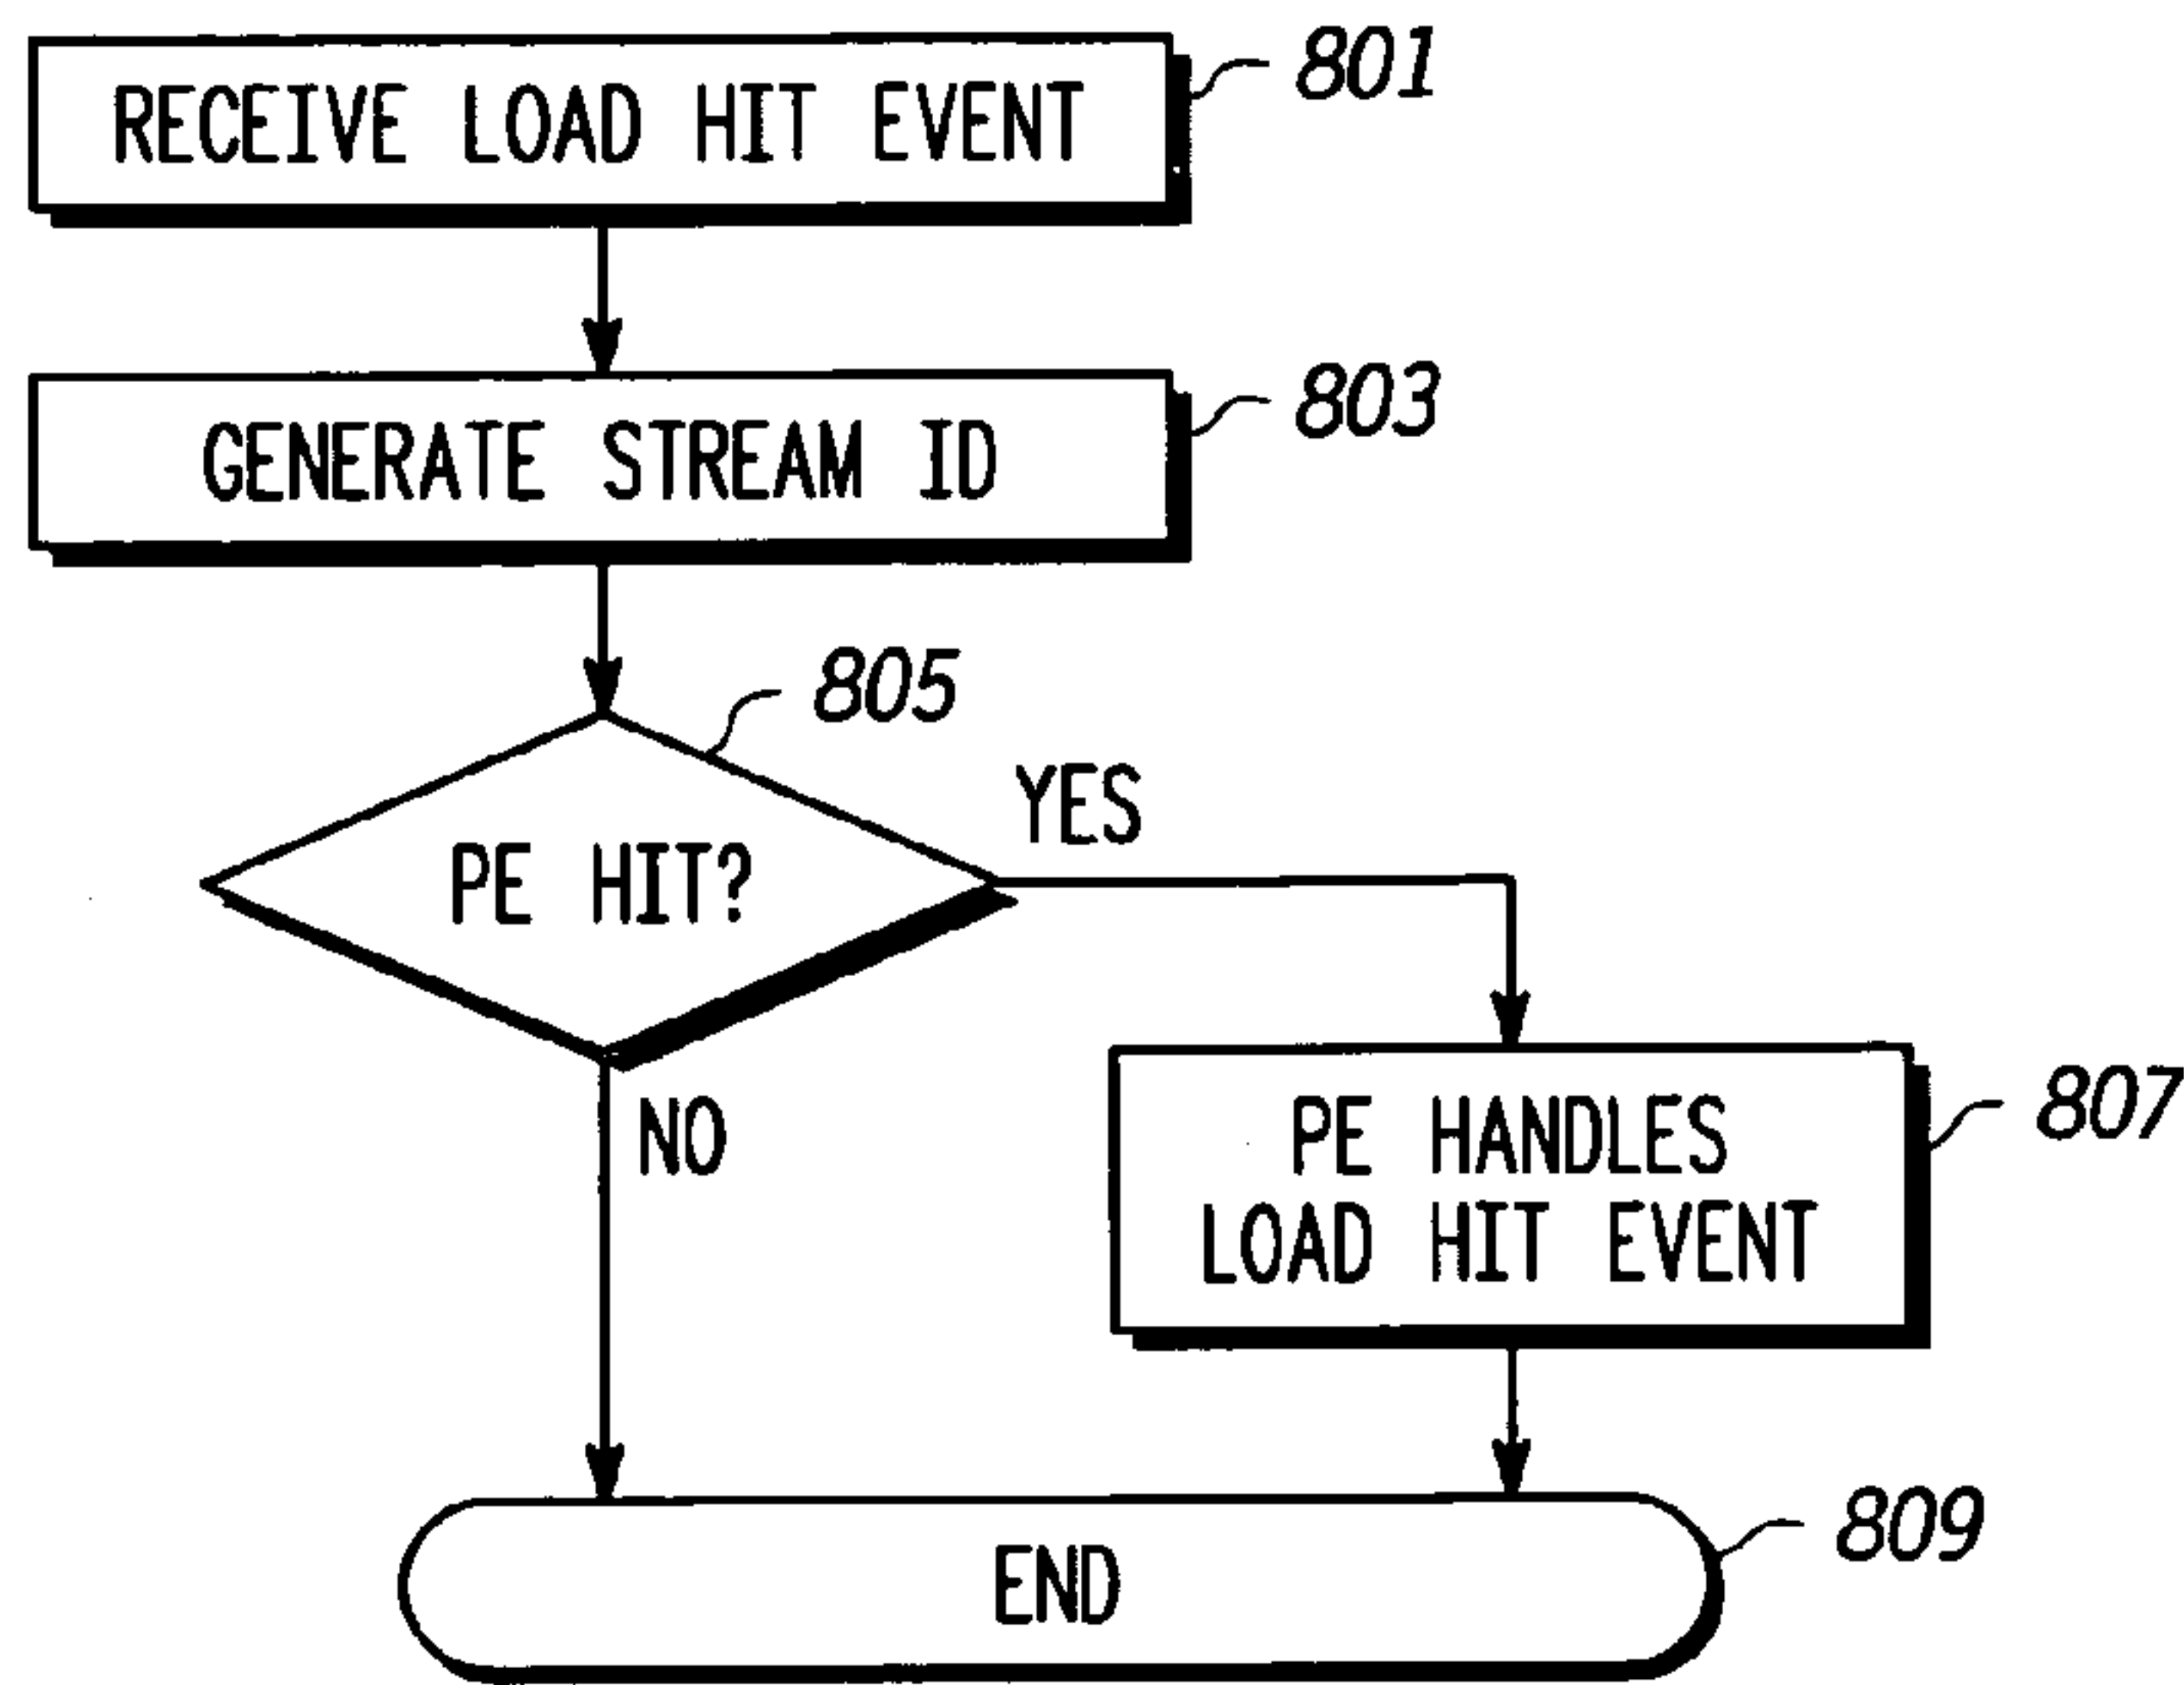 RECEIVE LOAD HIT EVENT
801
GENERATE STREAM ID
803
805
PE HIT?
YES
NO
PE HANDLES
LOAD HIT EVENT
807
END
809